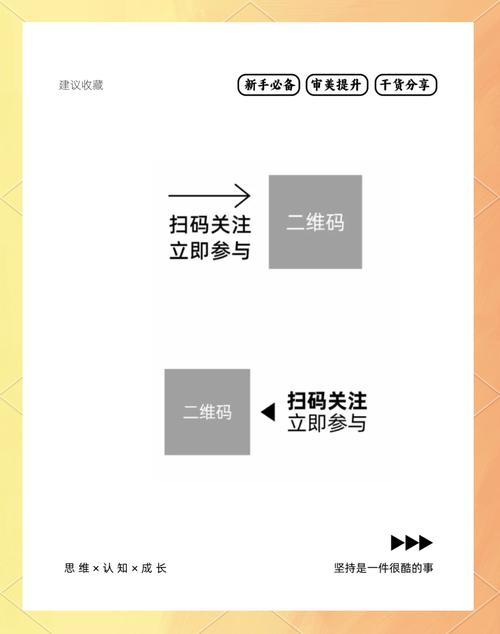 建议收藏
新手必备 审美提升 干货分享
扫码关注
立即参与
二维码
二维码
扫码关注
立即参与
思维×认知×成长
坚持是一件很酷的事